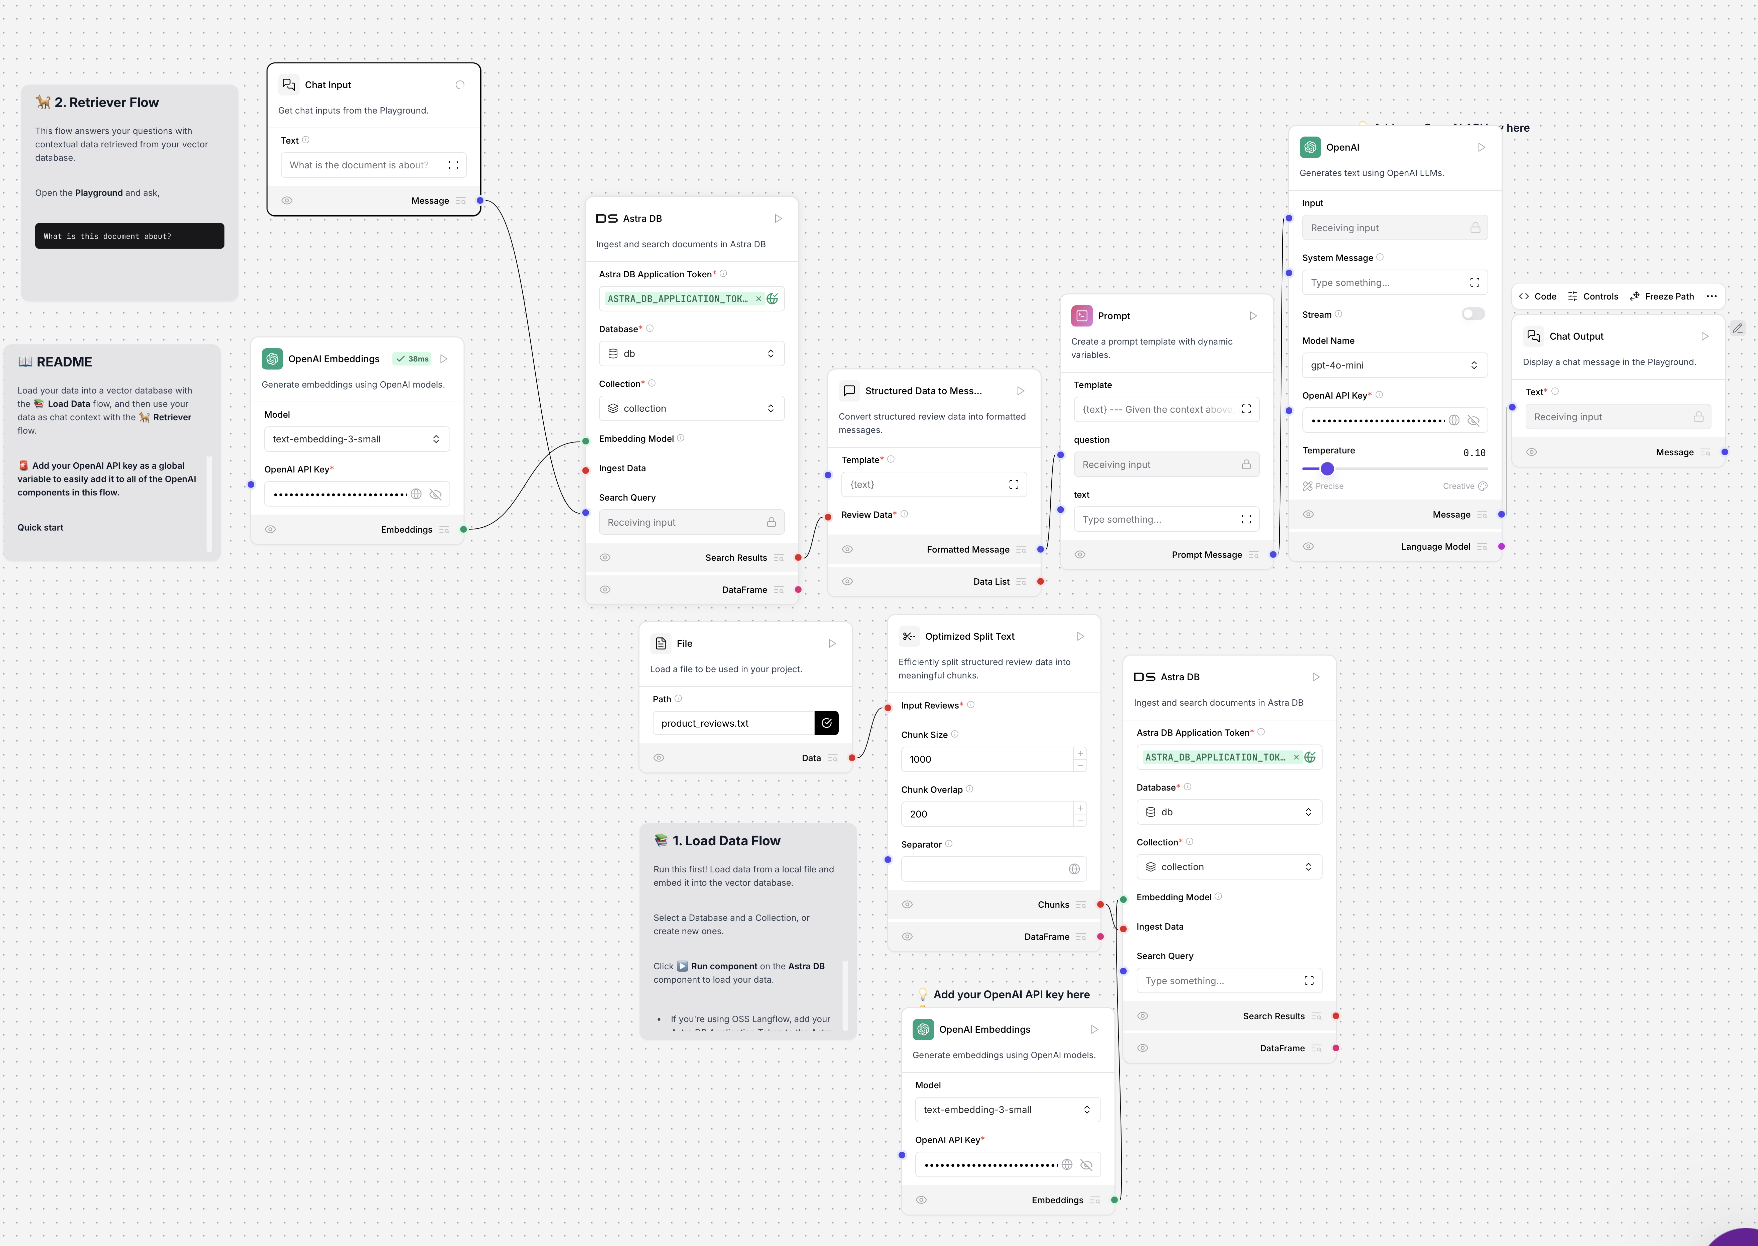 🐕 2. Retriever Flow
This flow answers your questions with
contextual data retrieved from your vector
database.
Open the Playground and ask,
What is this document about?
📖 README
Load your data into a vector database with
the 📚 Load Data flow, and then use your
data as chat context with the 🐕 Retriever
flow.
🚨 Add your OpenAI API key as a global
variable to easily add it to all of the OpenAI
components in this flow.
Quick start
Chat Input
Get chat inputs from the Playground.
Text
What is the document is about?
Message
OpenAI Embeddings
38ms
Generate embeddings using OpenAI models.
Model
text-embedding-3-small
OpenAI API Key*
Embeddings
DS Astra DB
Ingest and search documents in Astra DB
Astra DB Application Token*
ASTRA_DB_APPLICATION_TOK... ×
Database*
db
Collection*
collection
Embedding Model
Ingest Data
Search Query
Receiving input
Search Results
DataFrame
Structured Data to Mess...
Convert structured review data into formatted
messages.
Template*
{text}
Review Data*
Formatted Message
Data List
Prompt
Create a prompt template with dynamic
variables.
Template
{text} --- Given the context above
question
Receiving input
text
Type something...
Prompt Message
here
OpenAI
Generates text using OpenAI LLMs.
Input
Receiving input
System Message
Type something...
Stream
Model Name
gpt-4o-mini
OpenAI API Key*
Temperature
0.10
Precise
Creative
Message
Language Model
Code
Controls
Freeze Path
...
Chat Output
Display a chat message in the Playground.
Text*
Receiving input
Message
File
Load a file to be used in your project.
Path
product_reviews.txt
Data
📚 1. Load Data Flow
Run this first! Load data from a local file and
embed it into the vector database.
Select a Database and a Collection, or
create new ones.
Click ▶️ Run component on the Astra DB
component to load your data.
• If you're using OSS Langflow, add your
Optimized Split Text
Efficiently split structured review data into
meaningful chunks.
Input Reviews*
Chunk Size
1000
Chunk Overlap
200
Separator
Chunks
DataFrame
💡 Add your OpenAI API key here
OpenAI Embeddings
Generate embeddings using OpenAI models.
Model
text-embedding-3-small
OpenAI API Key*
Embeddings
DS Astra DB
Ingest and search documents in Astra DB
Astra DB Application Token*
ASTRA_DB_APPLICATION_TOK... ×
Database*
db
Collection*
collection
Embedding Model
Ingest Data
Search Query
Type something...
Search Results
DataFrame